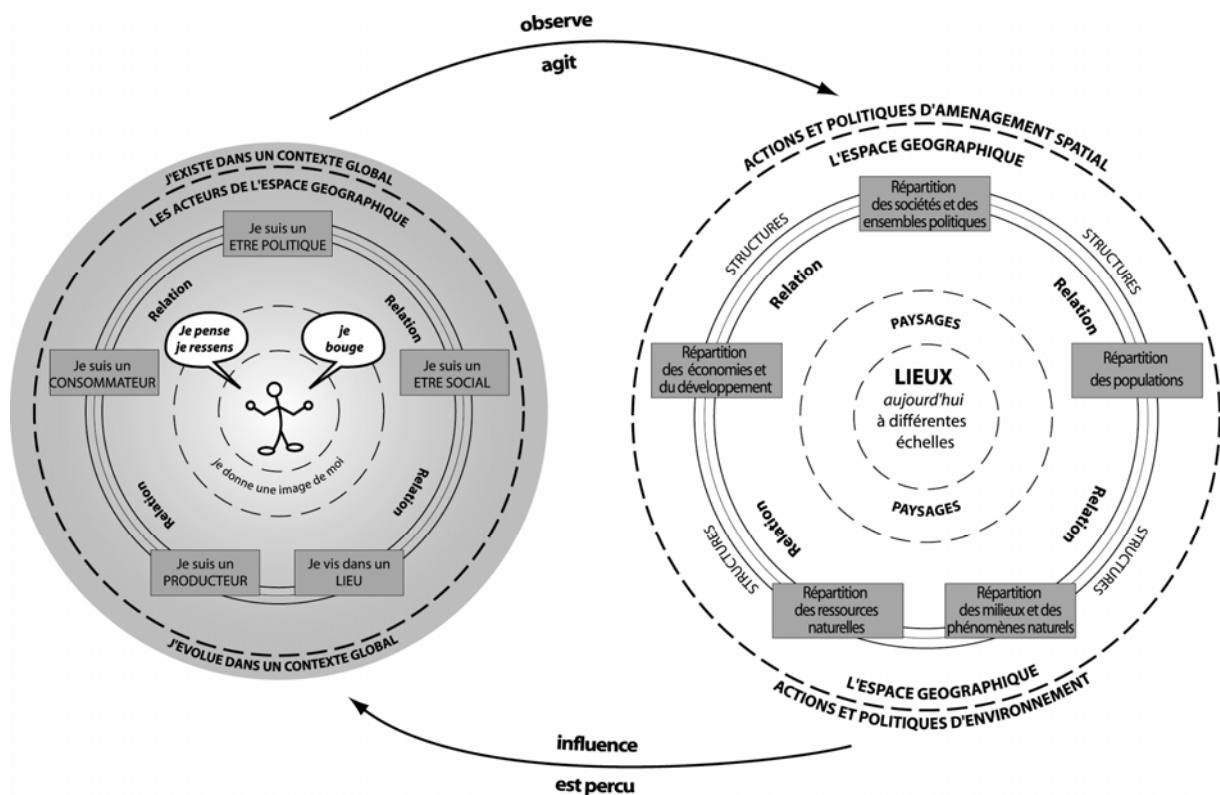 observe
agit
J'EXISTE DANS UN CONTEXTE GLOBAL
LES ACTEURS DE L'ESPACE GEOGRAPHIQUE
Je suis un
ETRE POLITIQUE
Relation
Relation
Je pense
je ressens
je
bouge
Je suis un
CONSOMMATEUR
Je suis un
ETRE SOCIAL
je donne une image de moi
Relation
Relation
Je suis un
PRODUCTEUR
Je vis dans un
LIEU
J'EVOLUE DANS UN CONTEXTE GLOBAL
ACTIONS ET POLITIQUES D'AMENAGEMENT SPATIAL
L'ESPACE GEOGRAPHIQUE
Répartition
des sociétés et des
ensembles politiques
STRUCTURES
STRUCTURES
Relation
Relation
PAYSAGES
Répartition
des économies et
du développement
LIEUX
aujourd'hui
à différentes
échelles
Répartition
des populations
PAYSAGES
Relation
Relation
STRUCTURES
STRUCTURES
Répartition
des ressources
naturelles
Répartition
des milieux et des
phénomènes naturels
L'ESPACE GEOGRAPHIQUE
ACTIONS ET POLITIQUES D'ENVIRONNEMENT
influence
est percu